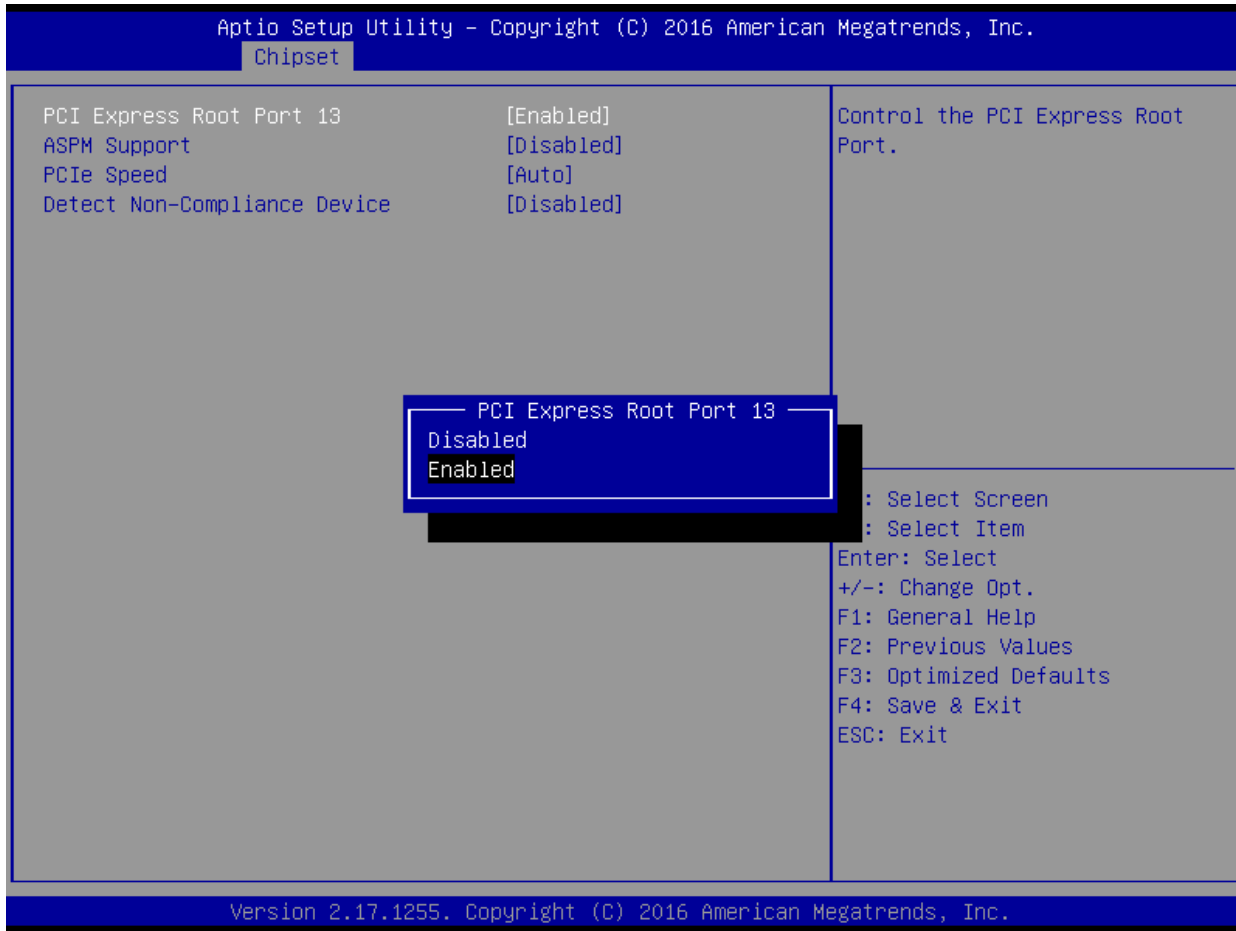 Aptio Setup Utility – Copyright (C) 2016 American Megatrends, Inc.
Chipset
PCI Express Root Port 13 [Enabled]
ASPM Support [Disabled]
PCIe Speed [Auto]
Detect Non-Compliance Device [Disabled]
Control the PCI Express Root
Port.
PCI Express Root Port 13
Disabled
Enabled
: Select Screen
: Select Item
Enter: Select
+/-: Change Opt.
F1: General Help
F2: Previous Values
F3: Optimized Defaults
F4: Save & Exit
ESC: Exit
Version 2.17.1255. Copyright (C) 2016 American Megatrends, Inc.